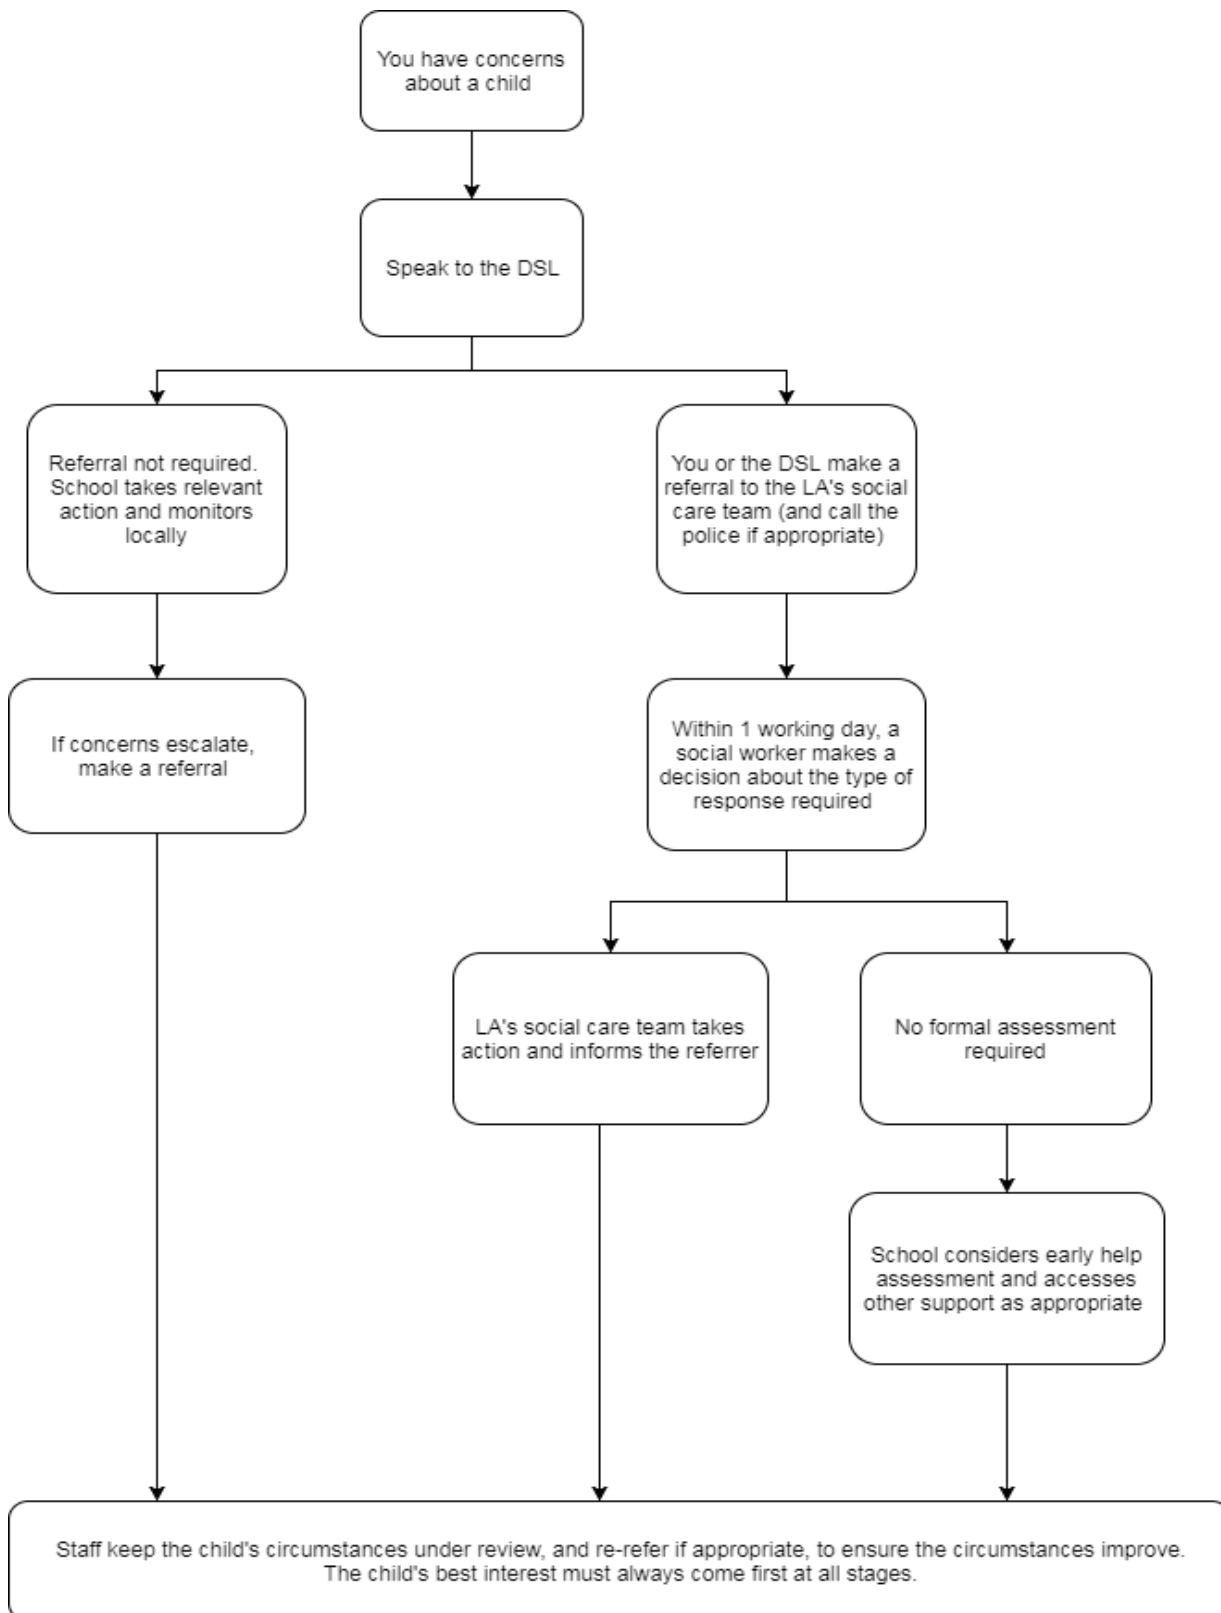 You have concerns
about a child
Speak to the DSL
Referral not required.
School takes relevant
action and monitors
locally
You or the DSL make a
referral to the LA's social
care team (and call the
police if appropriate)
If concerns escalate,
make a referral
Within 1 working day, a
social worker makes a
decision about the type of
response required
LA's social care team takes
action and informs the referrer
No formal assessment
required
School considers early help
assessment and accesses
other support as appropriate
Staff keep the child's circumstances under review, and re-refer if appropriate, to ensure the circumstances improve.
The child's best interest must always come first at all stages.